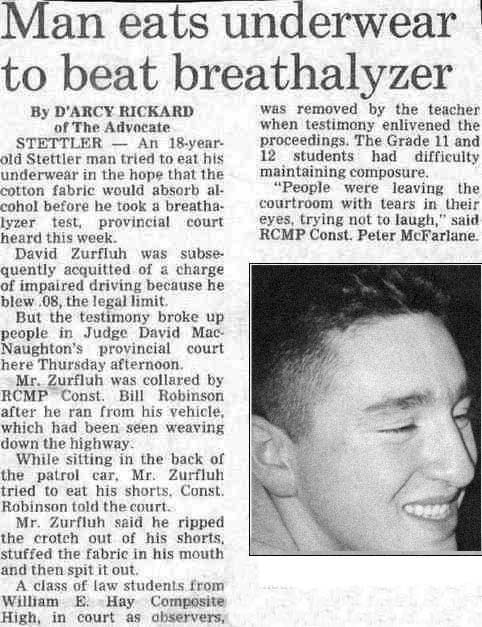 Man eats underwear
to beat breathalyzer
By D'ARCY RICKARD
of The Advocate
STETTLER — An 18-year-
old Stettler man tried to eat his
underwear in the hope that the
cotton fabric would absorb al-
cohol before he took a breatha-
lyzer test, provincial court
heard this week.
David Zurfluh was subse-
quently acquitted of a charge
of impaired driving because he
blew .08, the legal limit.
But the testimony broke up
people in Judge David Mac-
Naughton's provincial court
here Thursday afternoon.
Mr. Zurfluh was collared by
RCMP Const. Bill Robinson
after he ran from his vehicle,
which had been seen weaving
down the highway.
While sitting in the back of
the patrol car, Mr. Zurfluh
tried to eat his shorts, Const.
Robinson told the court.
Mr. Zurfluh said he ripped
the crotch out of his shorts,
stuffed the fabric in his mouth
and then spit it out.
A class of law students from
William E. Hay Composite
High, in court as observers,
was removed by the teacher
when testimony enlivened the
proceedings. The Grade 11 and
12 students had difficulty
maintaining composure.
"People were leaving the
courtroom with tears in their
eyes, trying not to laugh," said
RCMP Const. Peter McFarlane.